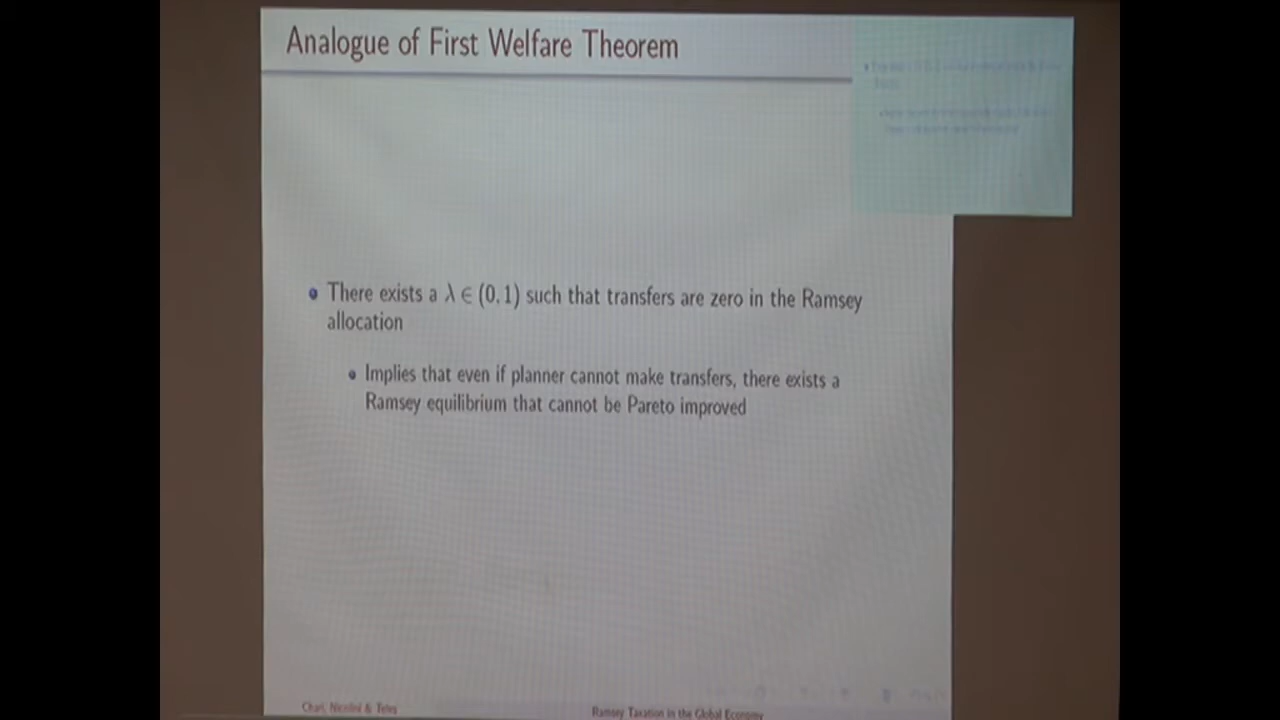 Analogue of First Welfare Theorem
There exists a λ ∈ (0, 1) such that transfers are zero in the Ramsey
allocation
Implies that even if planner cannot make transfers, there exists a
Ramsey equilibrium that cannot be Pareto improved
Chari, Nicolini & Teles
Ramsey Taxation in the Global Economy